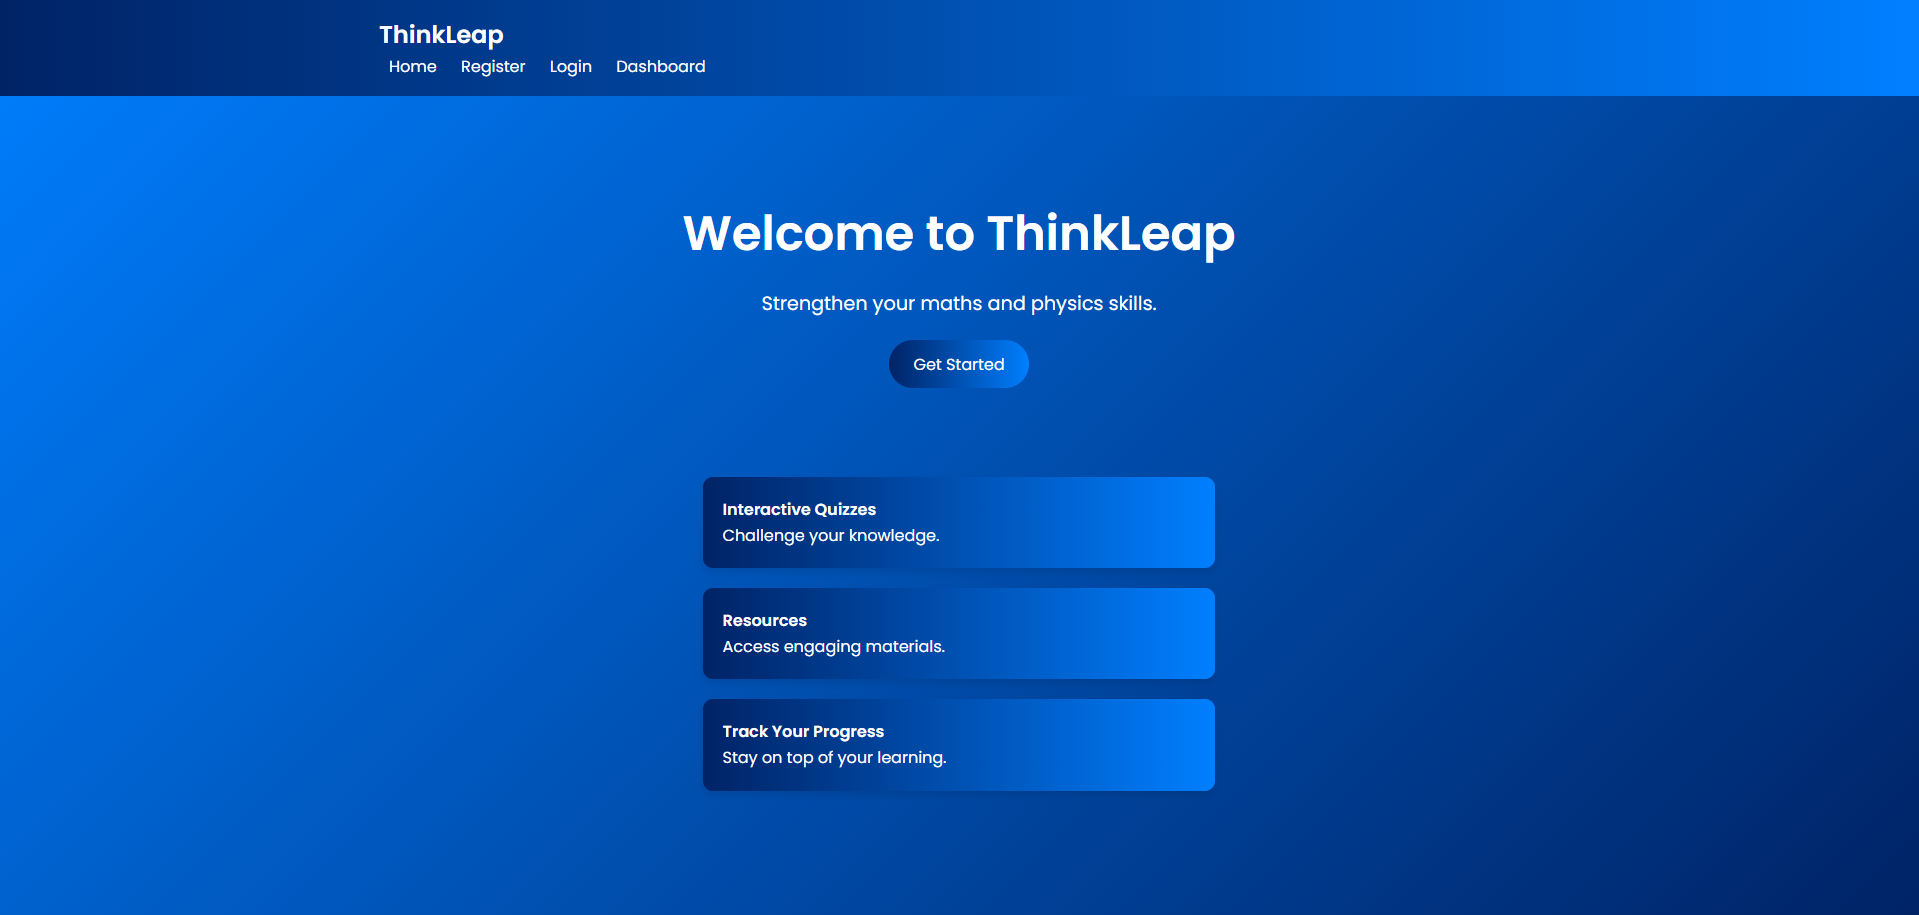 ThinkLeap
Home Register Login Dashboard
Welcome to ThinkLeap
Strengthen your maths and physics skills.
Get Started
Interactive Quizzes
Challenge your knowledge.
Resources
Access engaging materials.
Track Your Progress
Stay on top of your learning.